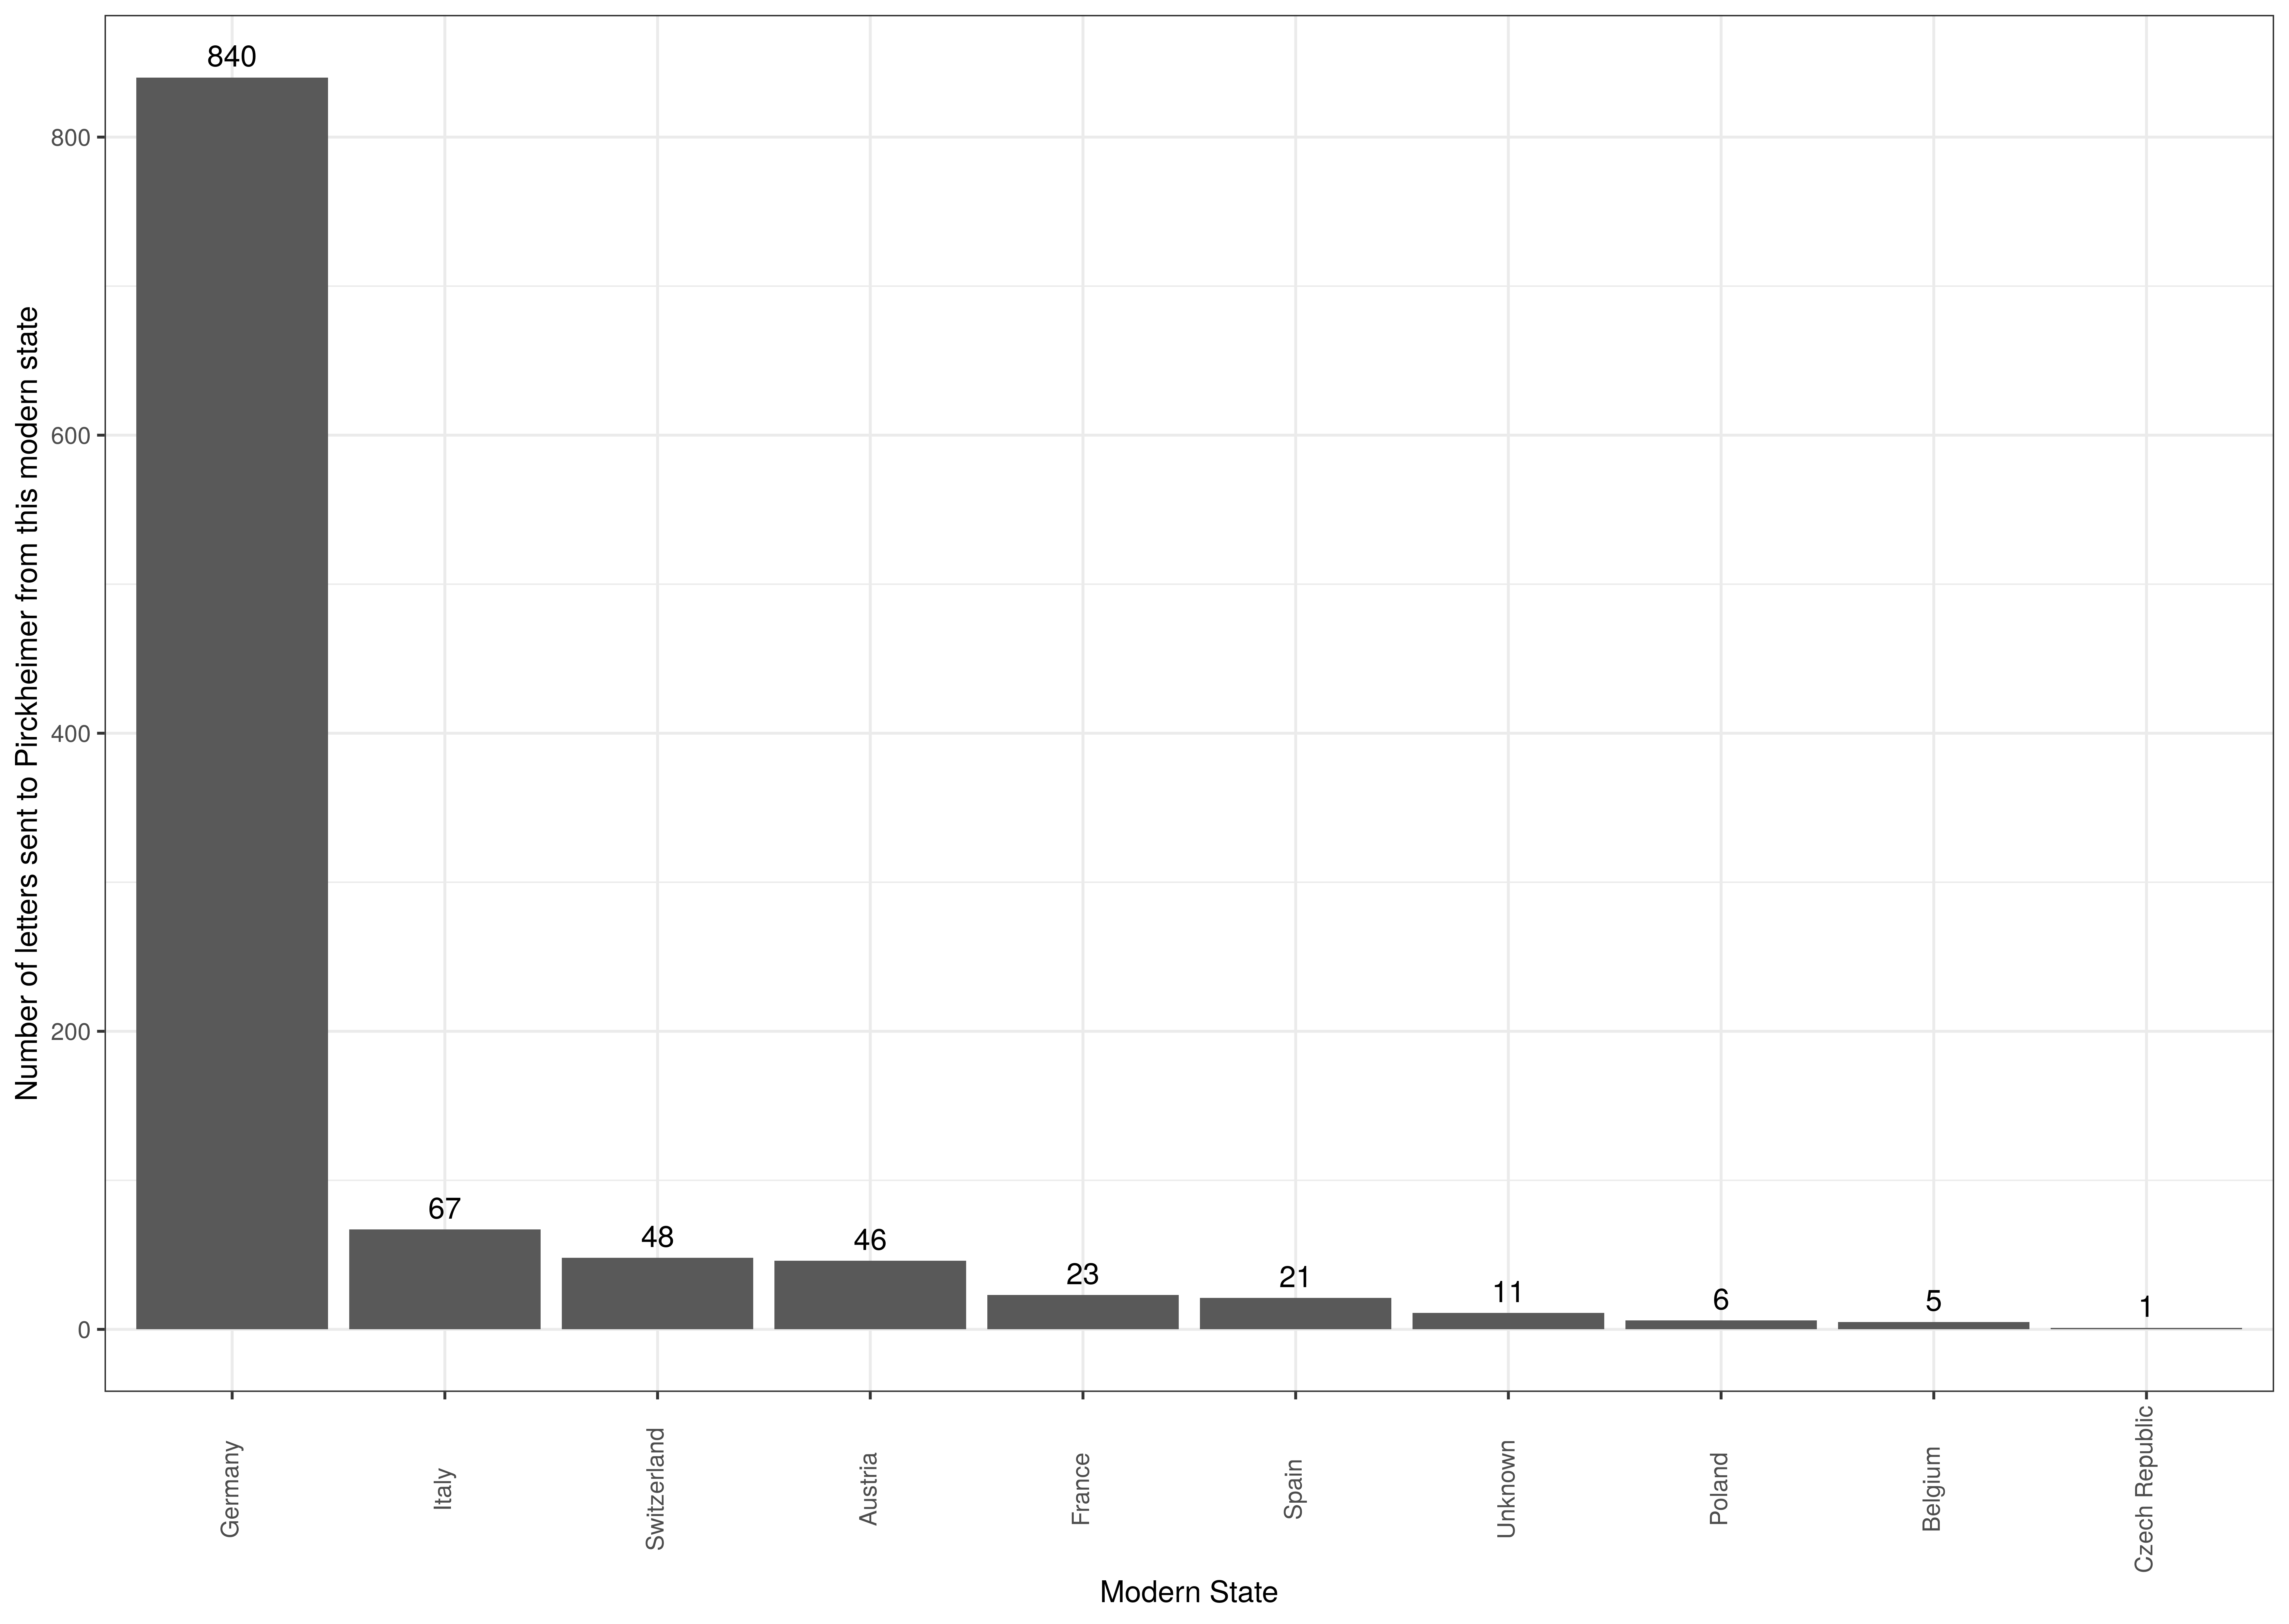 Number of letters sent to Pirckheimer from this modern state
800
600
400
200
0
840
67
48
46
23
21
11
6
5
1
Germany
Italy
Switzerland
Austria
France
Spain
Unknown
Poland
Belgium
Czech Republic
Modern State